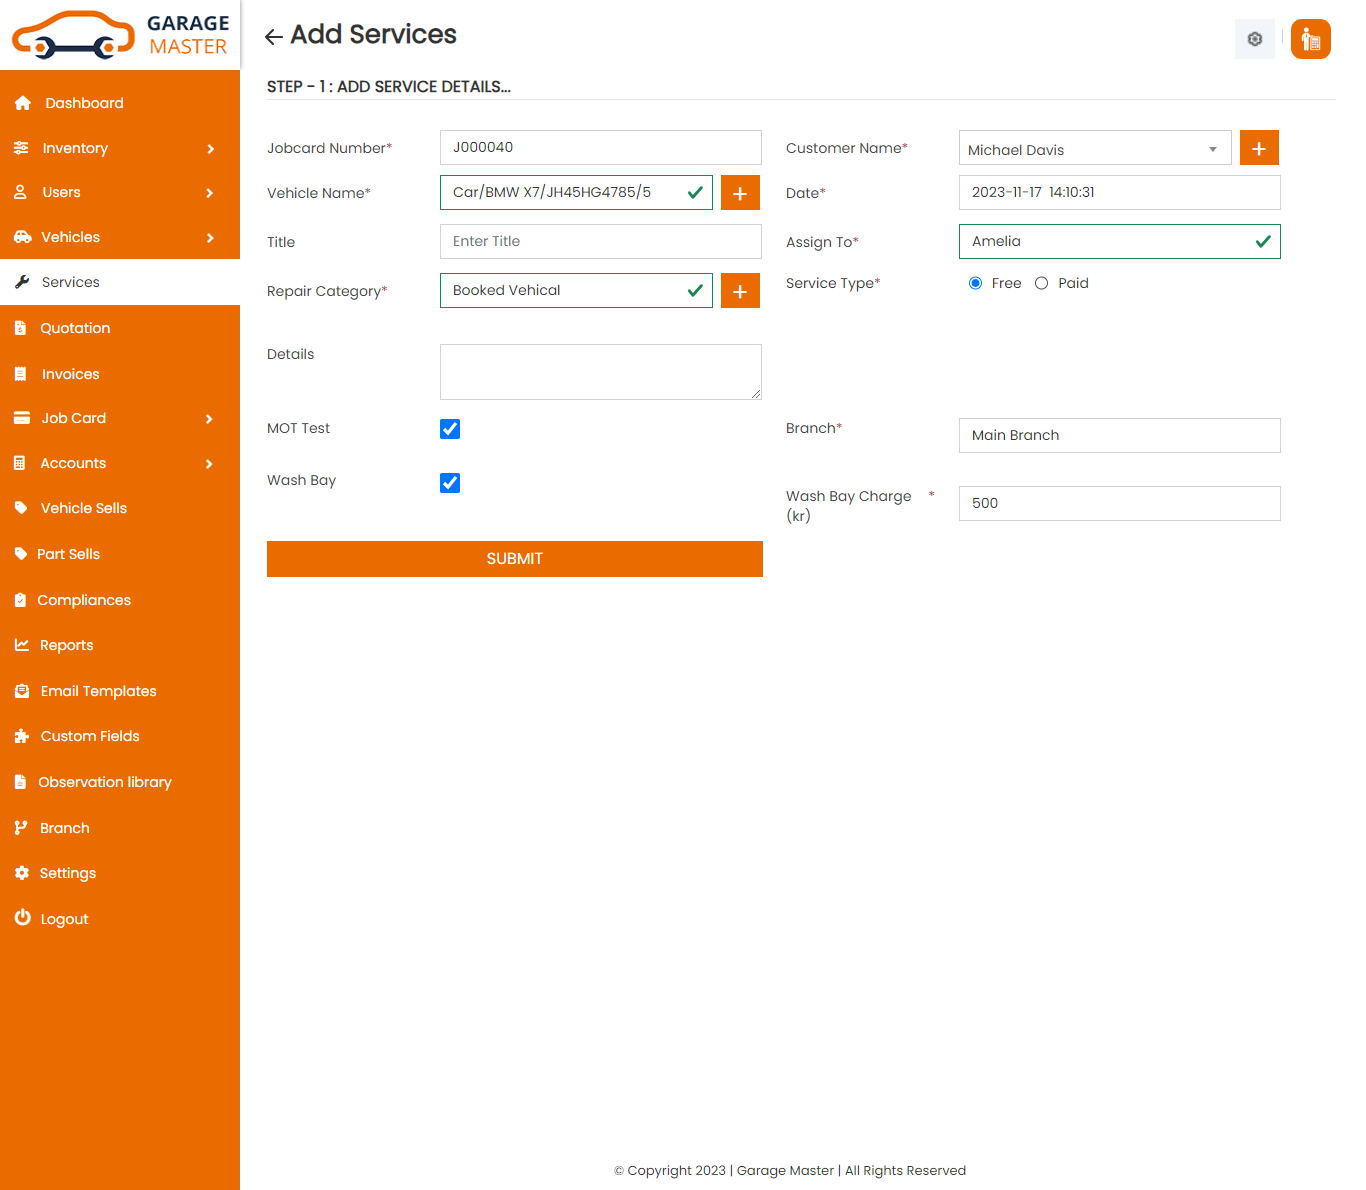 GARAGE
MASTER
Dashboard
Inventory
Users
Vehicles
Services
Quotation
Invoices
Job Card
Accounts
Vehicle Sells
Part Sells
Compliances
Reports
Email Templates
Custom Fields
Observation library
Branch
Settings
Logout
Add Services
STEP - 1 : ADD SERVICE DETAILS...
Jobcard Number* J000040 Customer Name* Michael Davis +
Vehicle Name* Car/BMW X7/JH45HG4785/5 + Date* 2023-11-17 14:10:31
Title Enter Title Assign To* Amelia
Repair Category* Booked Vehical + Service Type* Free Paid
Details
MOT Test Branch* Main Branch
Wash Bay Wash Bay Charge * 500
(kr)
SUBMIT
© Copyright 2023 | Garage Master | All Rights Reserved